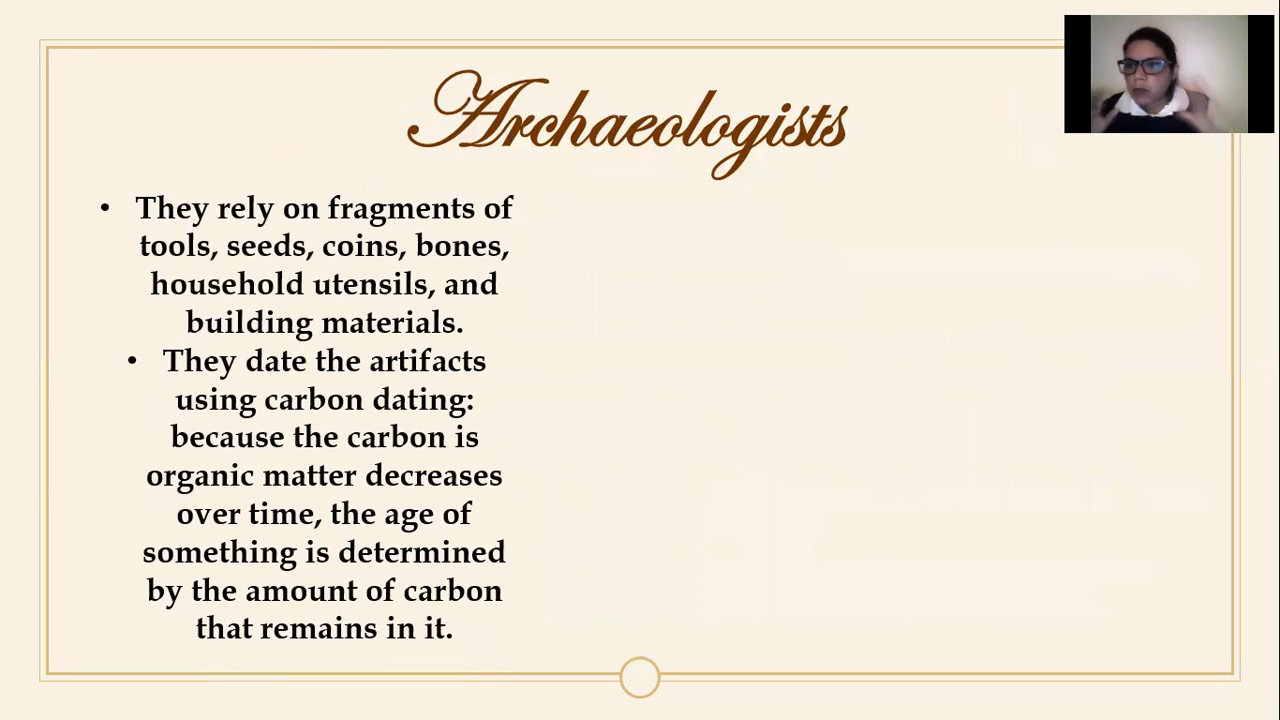 Archaeologists
• They rely on fragments of
tools, seeds, coins, bones,
household utensils, and
building materials.
• They date the artifacts
using carbon dating:
because the carbon is
organic matter decreases
over time, the age of
something is determined
by the amount of carbon
that remains in it.